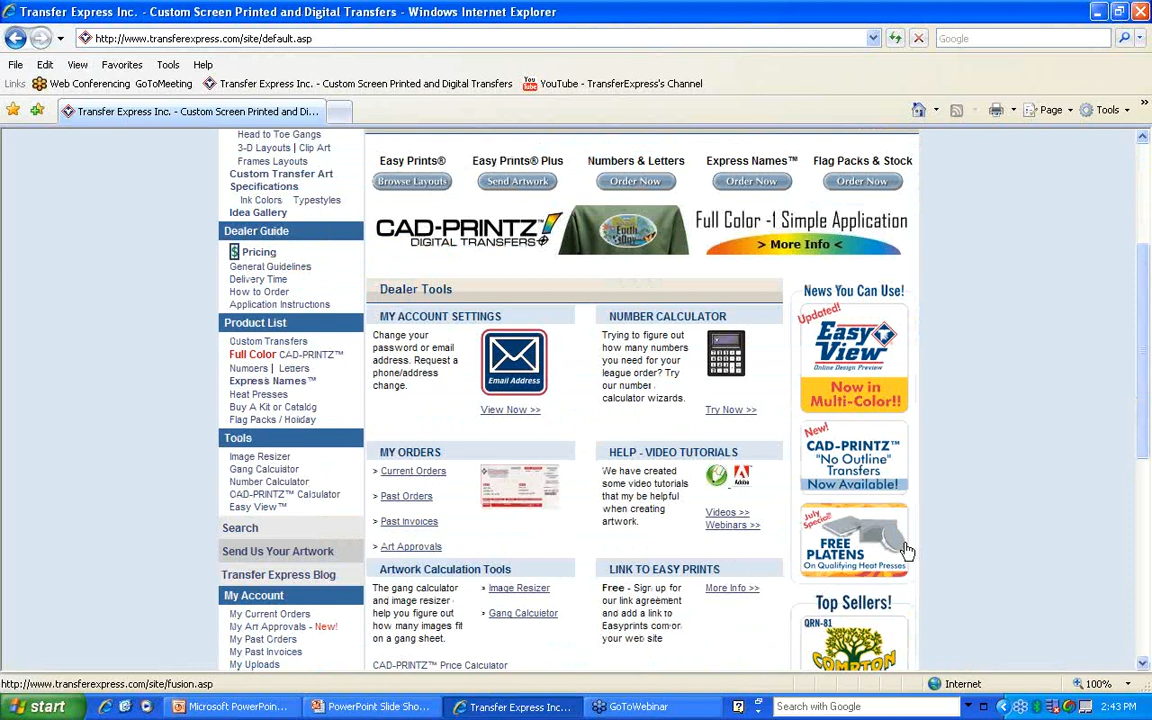 Transfer Express Inc. - Custom Screen Printed and Digital Transfers - Windows Internet Explorer
http://www.transferexpress.com/site/default.asp
Google
File Edit View Favorites Tools Help
Links Web Conferencing GoToMeeting Transfer Express Inc. - Custom Screen Printed and Digital Transfers You Tube YouTube - TransferExpress's Channel
Transfer Express Inc. - Custom Screen Printed and Di... Page Tools
Head to Toe Gangs
3-D Layouts | Clip Art
Frames Layouts
Custom Transfer Art
Specifications
Ink Colors Typestyles
Idea Gallery
Dealer Guide
$ Pricing
General Guidelines
Delivery Time
How to Order
Application Instructions
Product List
Custom Transfers
Full Color CAD-PRINTZ™
Numbers | Letters
Express Names™
Heat Presses
Buy A Kit or Catalog
Flag Packs / Holiday
Tools
Image Resizer
Gang Calculator
Number Calculator
CAD-PRINTZ™ Calculator
Easy View™
Search
Send Us Your Artwork
Transfer Express Blog
My Account
My Current Orders
My Art Approvals - New!
My Past Orders
My Past Invoices
My Uploads
Easy Prints® Easy Prints® Plus Numbers & Letters Express Names™ Flag Packs & Stock
Browse Layouts Send Artwork Order Now Order Now Order Now
CAD-PRINTZ™
DIGITAL TRANSFERS
Earth Day
Full Color -1 Simple Application
> More Info <
Dealer Tools
MY ACCOUNT SETTINGS
Change your
password or email
address. Request a
phone/address
change.
Email Address
View Now >>
NUMBER CALCULATOR
Trying to figure out
how many numbers
you need for your
league order? Try
our number
calculator wizards.
Try Now >>
MY ORDERS
> Current Orders
> Past Orders
> Past Invoices
> Art Approvals
HELP - VIDEO TUTORIALS
We have created
some video tutorials
that my be helpful
when creating
artwork.
Adobe
Videos >>
Webinars >>
Artwork Calculation Tools
The gang calculator
and image resizer
help you figure out
how many images fit
on a gang sheet.
> Image Resizer
> Gang Calculetor
CAD-PRINTZ™ Price Calculator
LINK TO EASY PRINTS
Free - Sign up for
our link agreement
and add a link to
Easyprints com or
your web site
More Info >>
News You Can Use!
Updated!
Easy
View™
Online Design Preview
Now in
Multi-Color!!
New!
CAD-PRINTZ™
"No Outline"
Transfers
Now Available!
July
Special!
FREE
PLATENS
On Qualifying Heat Presses
Top Sellers!
QRN-81
COMPTON
http://www.transferexpress.com/site/fusion.asp Internet 100%
start Microsoft PowerPoin... PowerPoint Slide Sho... Transfer Express Inc... GoToWebinar Search with Google 2:43 PM